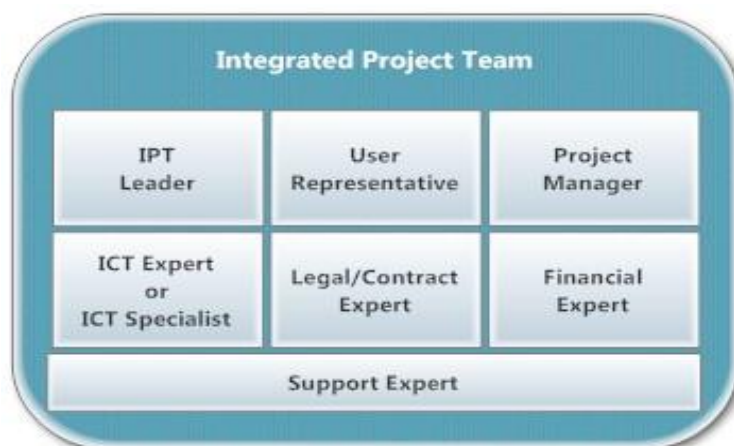 Integrated Project Team
IPT
Leader
User
Representative
Project
Manager
ICT Expert
or
ICT Specialist
Legal/Contract
Expert
Financial
Expert
Support Expert